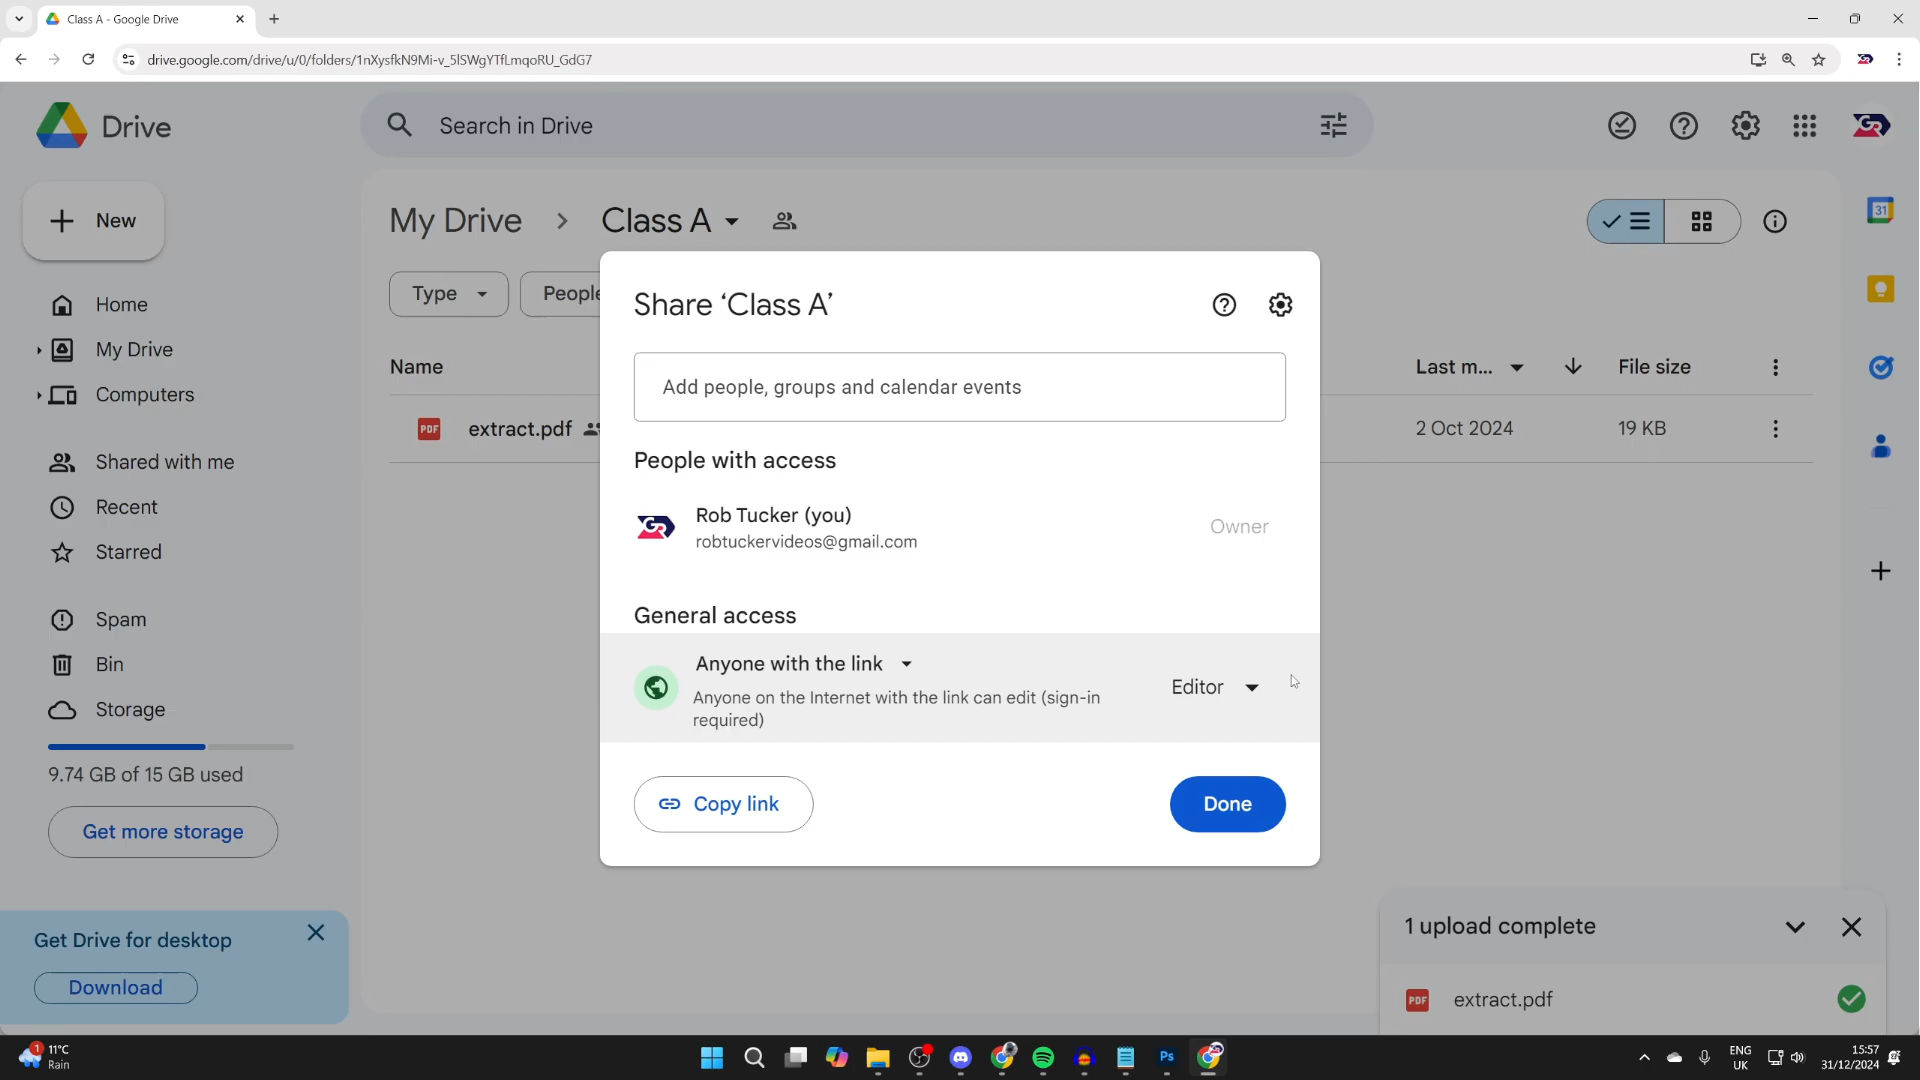 Class A - Google Drive
drive.google.com/drive/u/0/folders/1nXysfkN9Mi-v_5lSWgYTfLmqoRU_GdG7
Drive
Search in Drive
New
My Drive > Class A
31
Type
People
Home
My Drive
Computers
Shared with me
Recent
Starred
Spam
Bin
Storage
9.74 GB of 15 GB used
Get more storage
Get Drive for desktop
Download
Name
Last m...
File size
PDF extract.pdf
2 Oct 2024
19 KB
Share ‘Class A’
Add people, groups and calendar events
People with access
Rob Tucker (you)
robtuckervideos@gmail.com
Owner
General access
Anyone with the link
Anyone on the Internet with the link can edit (sign-in
required)
Editor
Copy link
Done
1 upload complete
PDF extract.pdf
1
11°C
Rain
Ps
ENG
UK
15:57
31/12/2024